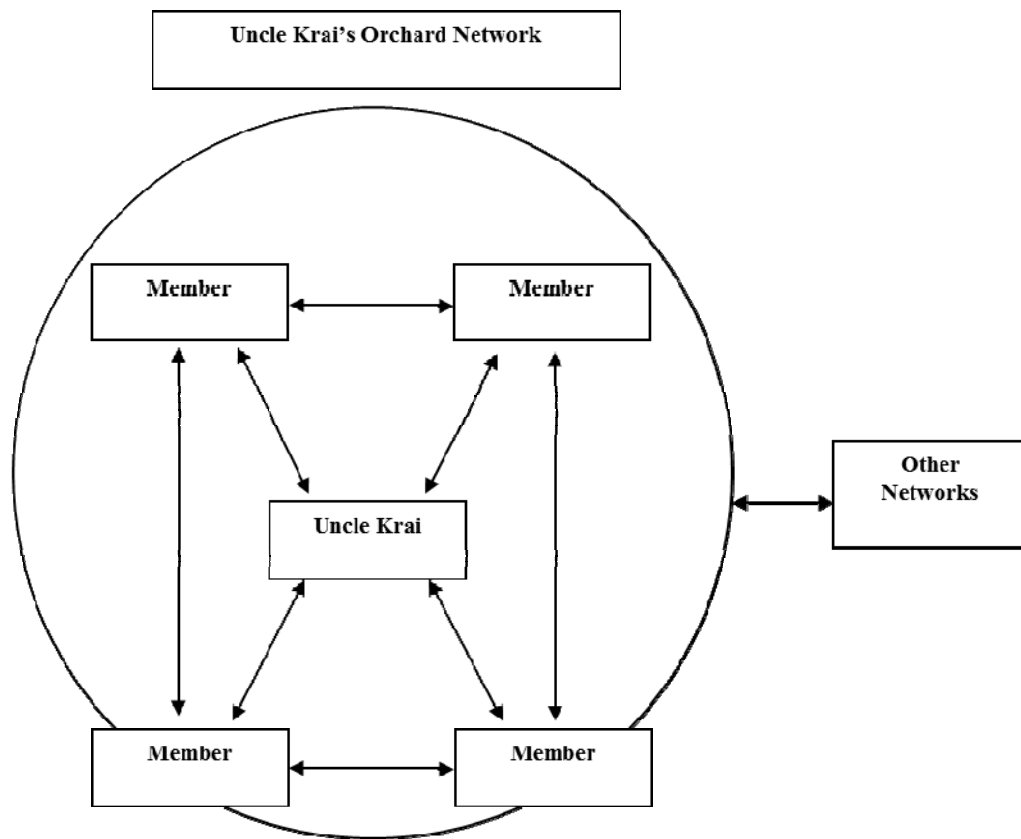 Uncle Krai’s Orchard Network
Member
Member
Other
Networks
Uncle Krai
Member
Member